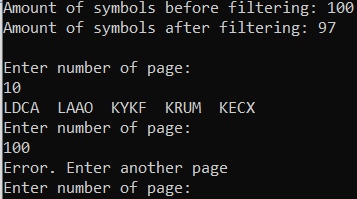 Amount of symbols before filtering: 100
Amount of symbols after filtering: 97
Enter number of page:
10
LDCA LAAO KYKF KRUM KECX
Enter number of page:
100
Error. Enter another page
Enter number of page: